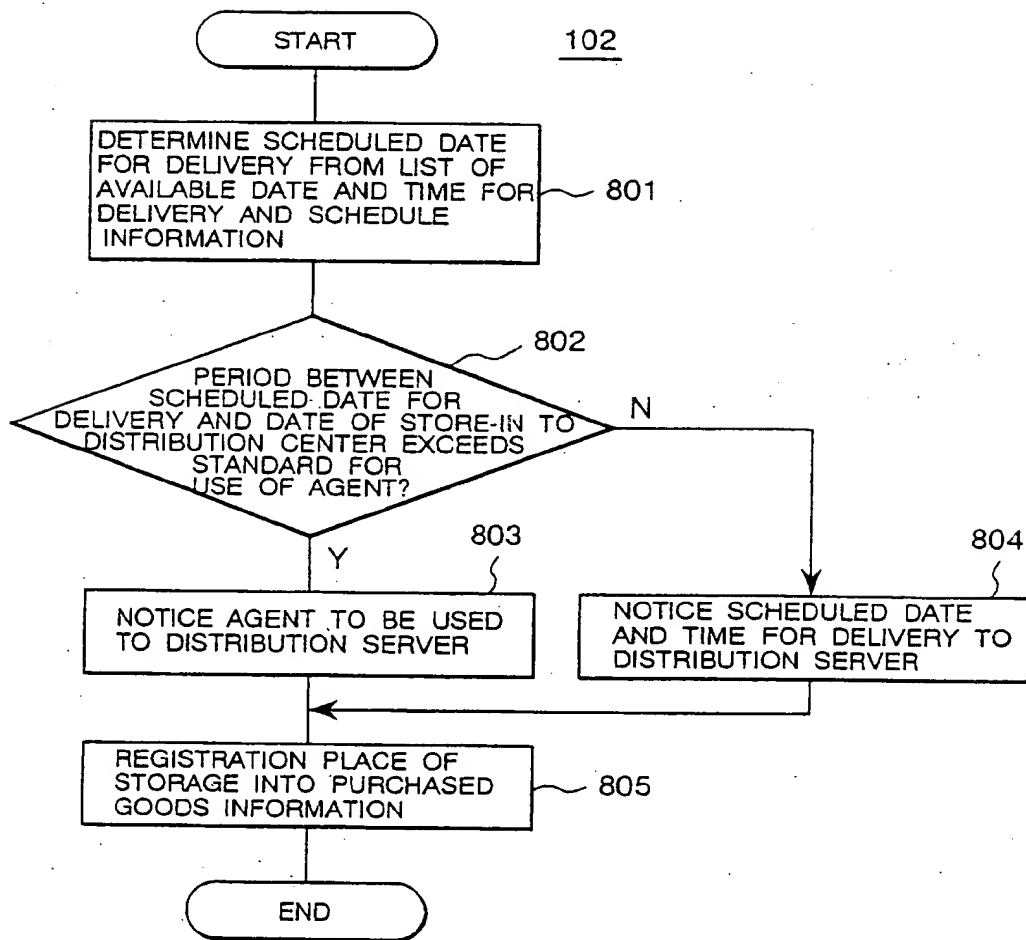 START
102
DETERMINE SCHEDULED DATE
FOR DELIVERY FROM LIST OF
AVAILABLE DATE AND TIME FOR
DELIVERY AND SCHEDULE
INFORMATION
801
802
PERIOD BETWEEN
SCHEDULED DATE FOR
DELIVERY AND DATE OF STORE-IN TO
DISTRIBUTION CENTER EXCEEDS
STANDARD FOR
USE OF AGENT?
N
Y
803
NOTICE AGENT TO BE USED
TO DISTRIBUTION SERVER
804
NOTICE SCHEDULED DATE
AND TIME FOR DELIVERY TO
DISTRIBUTION SERVER
REGISTRATION PLACE OF
STORAGE INTO PURCHASED
GOODS INFORMATION
805
END